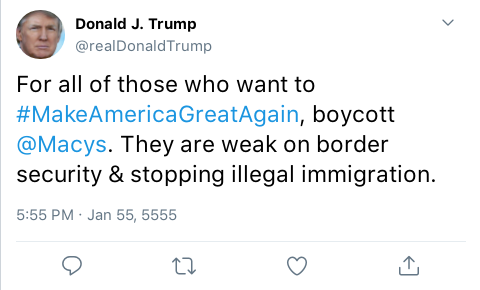 Donald J. Trump
@realDonaldTrump
For all of those who want to
#MakeAmericaGreatAgain, boycott
@Macys. They are weak on border
security & stopping illegal immigration.
5:55 PM · Jan 55, 5555